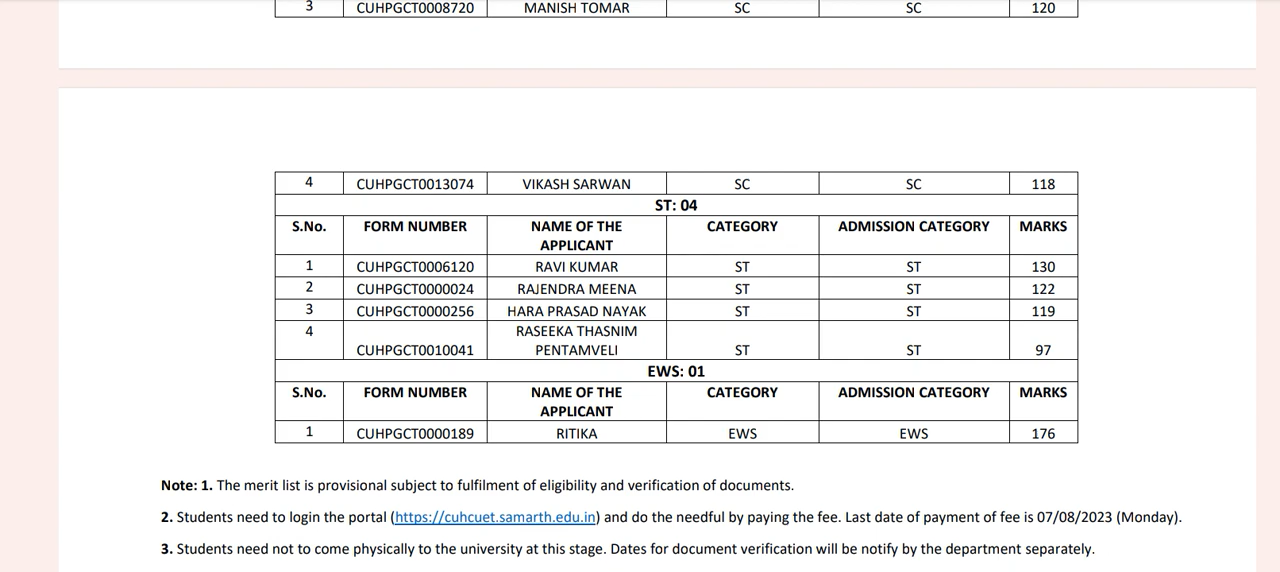 3 CUHPGCT0008720 MANISH TOMAR SC SC 120
4 CUHPGCT0013074 VIKASH SARWAN SC SC 118
ST: 04
S.No. FORM NUMBER NAME OF THE APPLICANT CATEGORY ADMISSION CATEGORY MARKS
1 CUHPGCT0006120 RAVI KUMAR ST ST 130
2 CUHPGCT0000024 RAJENDRA MEENA ST ST 122
3 CUHPGCT0000256 HARA PRASAD NAYAK ST ST 119
4 CUHPGCT0010041 RASEEKA THASNIM PENTAMVELI ST ST 97
EWS: 01
S.No. FORM NUMBER NAME OF THE APPLICANT CATEGORY ADMISSION CATEGORY MARKS
1 CUHPGCT0000189 RITIKA EWS EWS 176
Note: 1. The merit list is provisional subject to fulfilment of eligibility and verification of documents.
2. Students need to login the portal (https://cuhcuet.samarth.edu.in) and do the needful by paying the fee. Last date of payment of fee is 07/08/2023 (Monday).
3. Students need not to come physically to the university at this stage. Dates for document verification will be notify by the department separately.